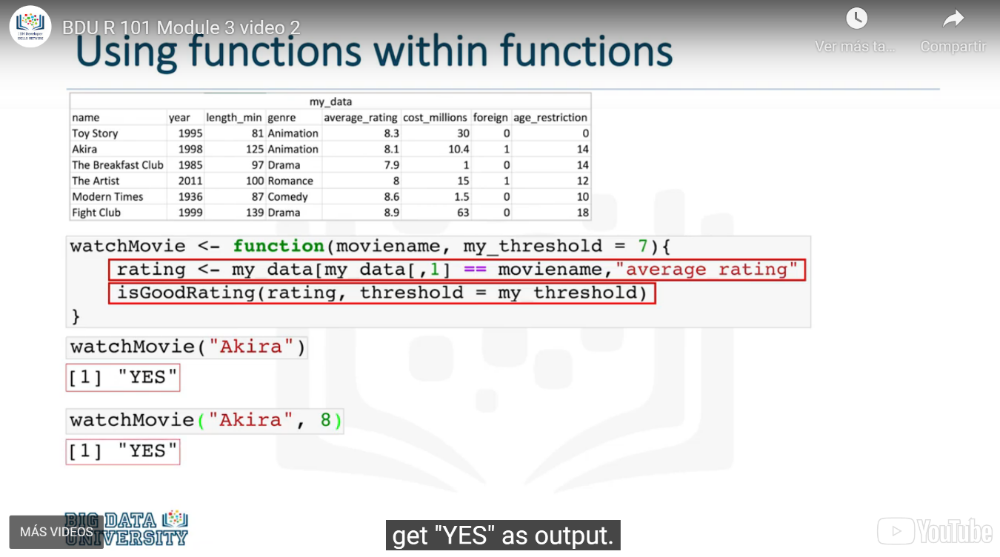 BDU R 101 Module 3 video 2
Ver más ta... Compartir
Using functions within functions
my_data
name year length_min genre average_rating cost_millions foreign age_restriction
Toy Story 1995 81 Animation 8.3 30 0 0
Akira 1998 125 Animation 8.1 10.4 1 14
The Breakfast Club 1985 97 Drama 7.9 1 0 14
The Artist 2011 100 Romance 8 15 1 12
Modern Times 1936 87 Comedy 8.6 1.5 0 10
Fight Club 1999 139 Drama 8.9 63 0 18
watchMovie <- function(moviename, my_threshold = 7){
rating <- my data[my data[,1] == moviename,"average rating"
isGoodRating(rating, threshold = my threshold)
}
watchMovie("Akira")
[1] "YES"
watchMovie("Akira", 8)
[1] "YES"
BIG DATA
UNIVERSITY
MÁS VIDEOS
get "YES" as output.
YouTube